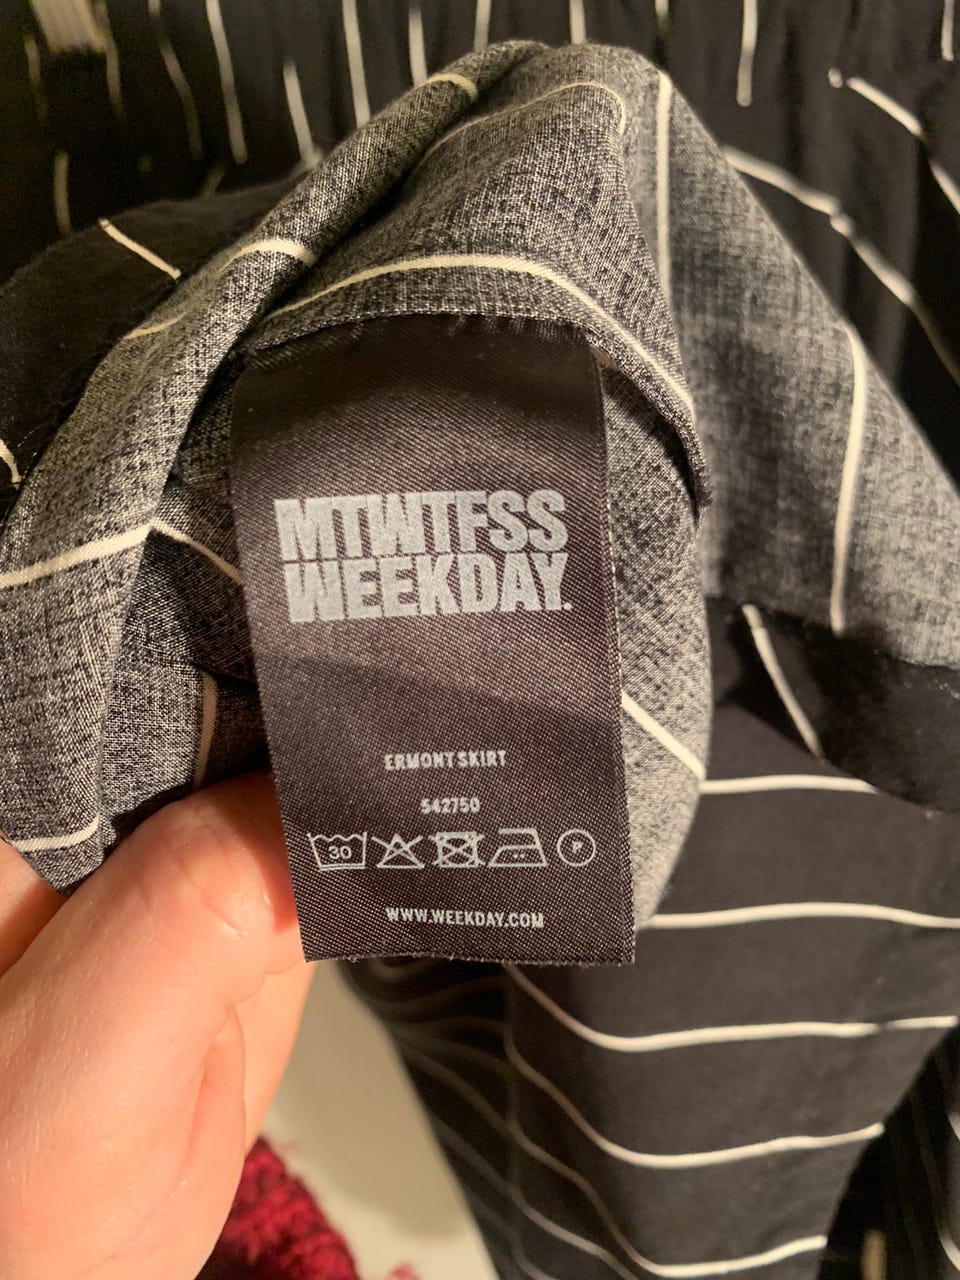 MTWTFSS
WEEKDAY.
ERMONT SKIRT
542750
30 P
WWW.WEEKDAY.COM